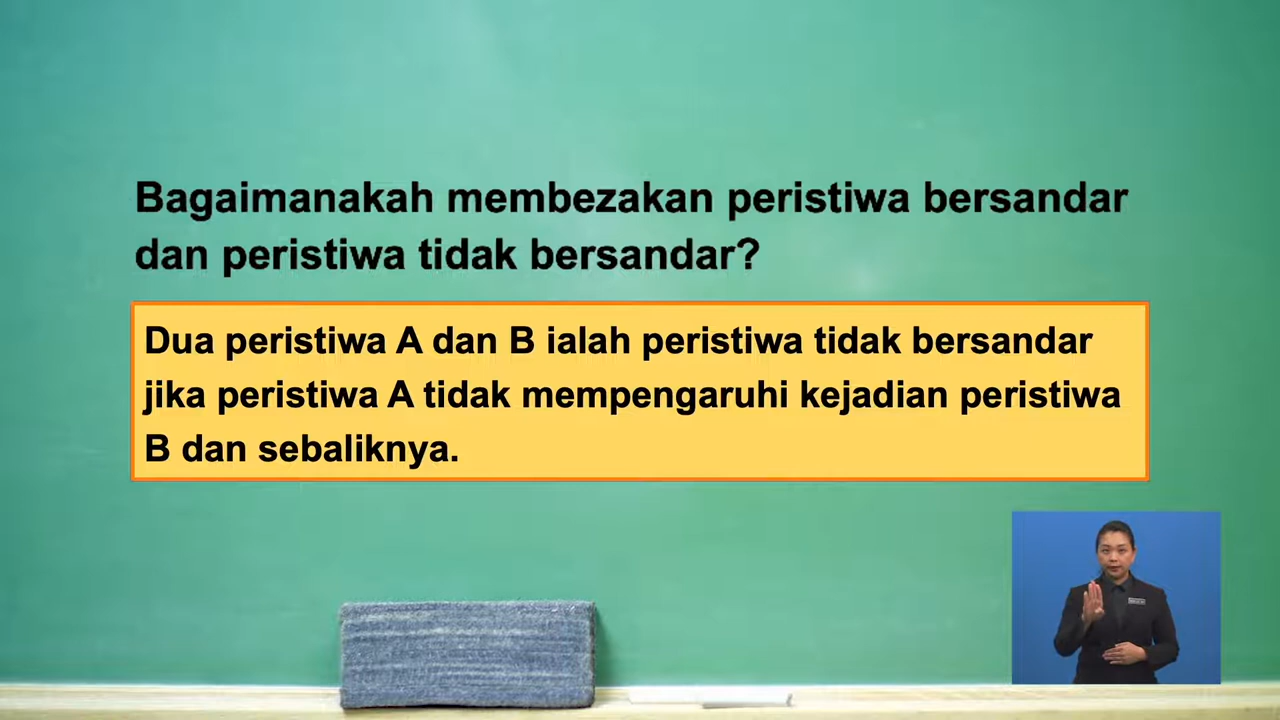 Bagaimanakah membezakan peristiwa bersandar
dan peristiwa tidak bersandar?
Dua peristiwa A dan B ialah peristiwa tidak bersandar
jika peristiwa A tidak mempengaruhi kejadian peristiwa
B dan sebaliknya.